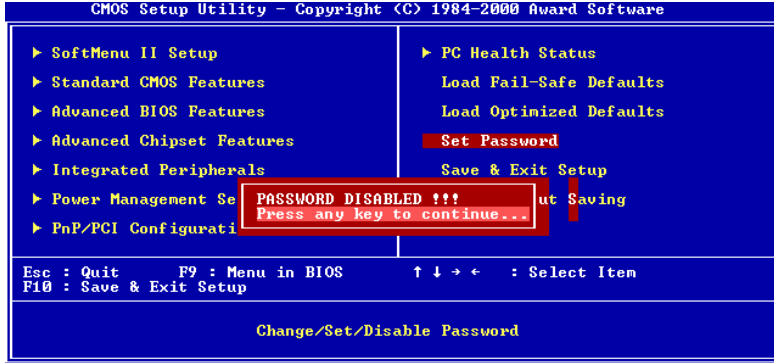 CMOS Setup Utility – Copyright (C) 1984–2000 Award Software
SoftMenu II Setup
Standard CMOS Features
Advanced BIOS Features
Advanced Chipset Features
Integrated Peripherals
Power Management Se
PnP/PCI Configurati
PC Health Status
Load Fail-Safe Defaults
Load Optimized Defaults
Set Password
Save & Exit Setup
ut Saving
PASSWORD DISABLED !!!
Press any key to continue...
Esc : Quit F9 : Menu in BIOS ↑ ↓ → ← : Select Item
F10 : Save & Exit Setup
Change/Set/Disable Password